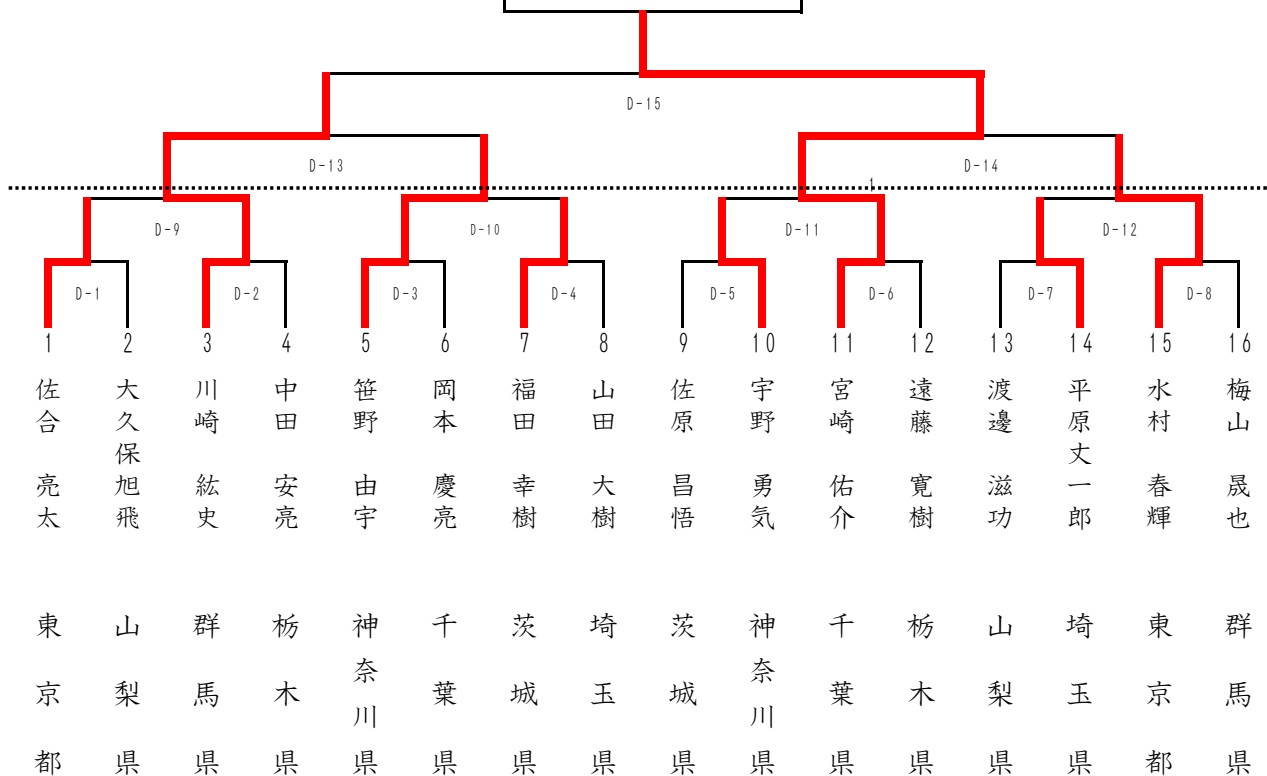 D-15
D-13
D-14
1
D-9
D-10
D-11
D-12
D-1
D-2
D-3
D-4
D-5
D-6
D-7
D-8
1
2
3
4
5
6
7
8
9
10
11
12
13
14
15
16
佐合 亮太
大久保旭飛
川崎 紘史
中田 安亮
笹野 由宇
岡本 慶亮
福田 幸樹
山田 大樹
佐原 昌悟
宇野 勇気
宮崎 佑介
遠藤 寛樹
渡邊 滋功
平原丈一郎
水村 春輝
梅山 晟也
東京都
山梨県
群馬県
栃木県
神奈川県
千葉県
茨城県
埼玉県
茨城県
神奈川県
千葉県
栃木県
山梨県
埼玉県
東京都
群馬県